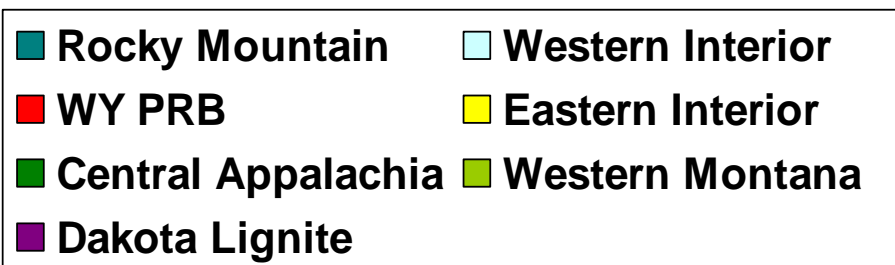 Rocky Mountain Western Interior
WY PRB Eastern Interior
Central Appalachia Western Montana
Dakota Lignite